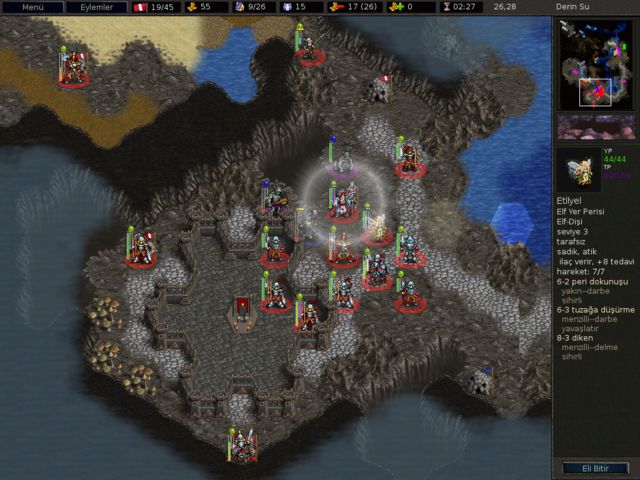 Menü Eylemler 19/45 55 9/26 15 17 (26) 0 02:27 26,28 Derin Su
YP
44/44
TP
Etilyel
Elf Yer Perisi
Elf-Dişi
seviye 3
tarafsız
sadık, atik
ilaç verir, +8 tedavi
hareket: 7/7
6-2 peri dokunuşu
yakın--darbe
sihirli
6-3 tuzağa düşürme
menzilli--darbe
yavaşlatır
8-3 diken
menzilli--delme
sihirli
Eli Bitir